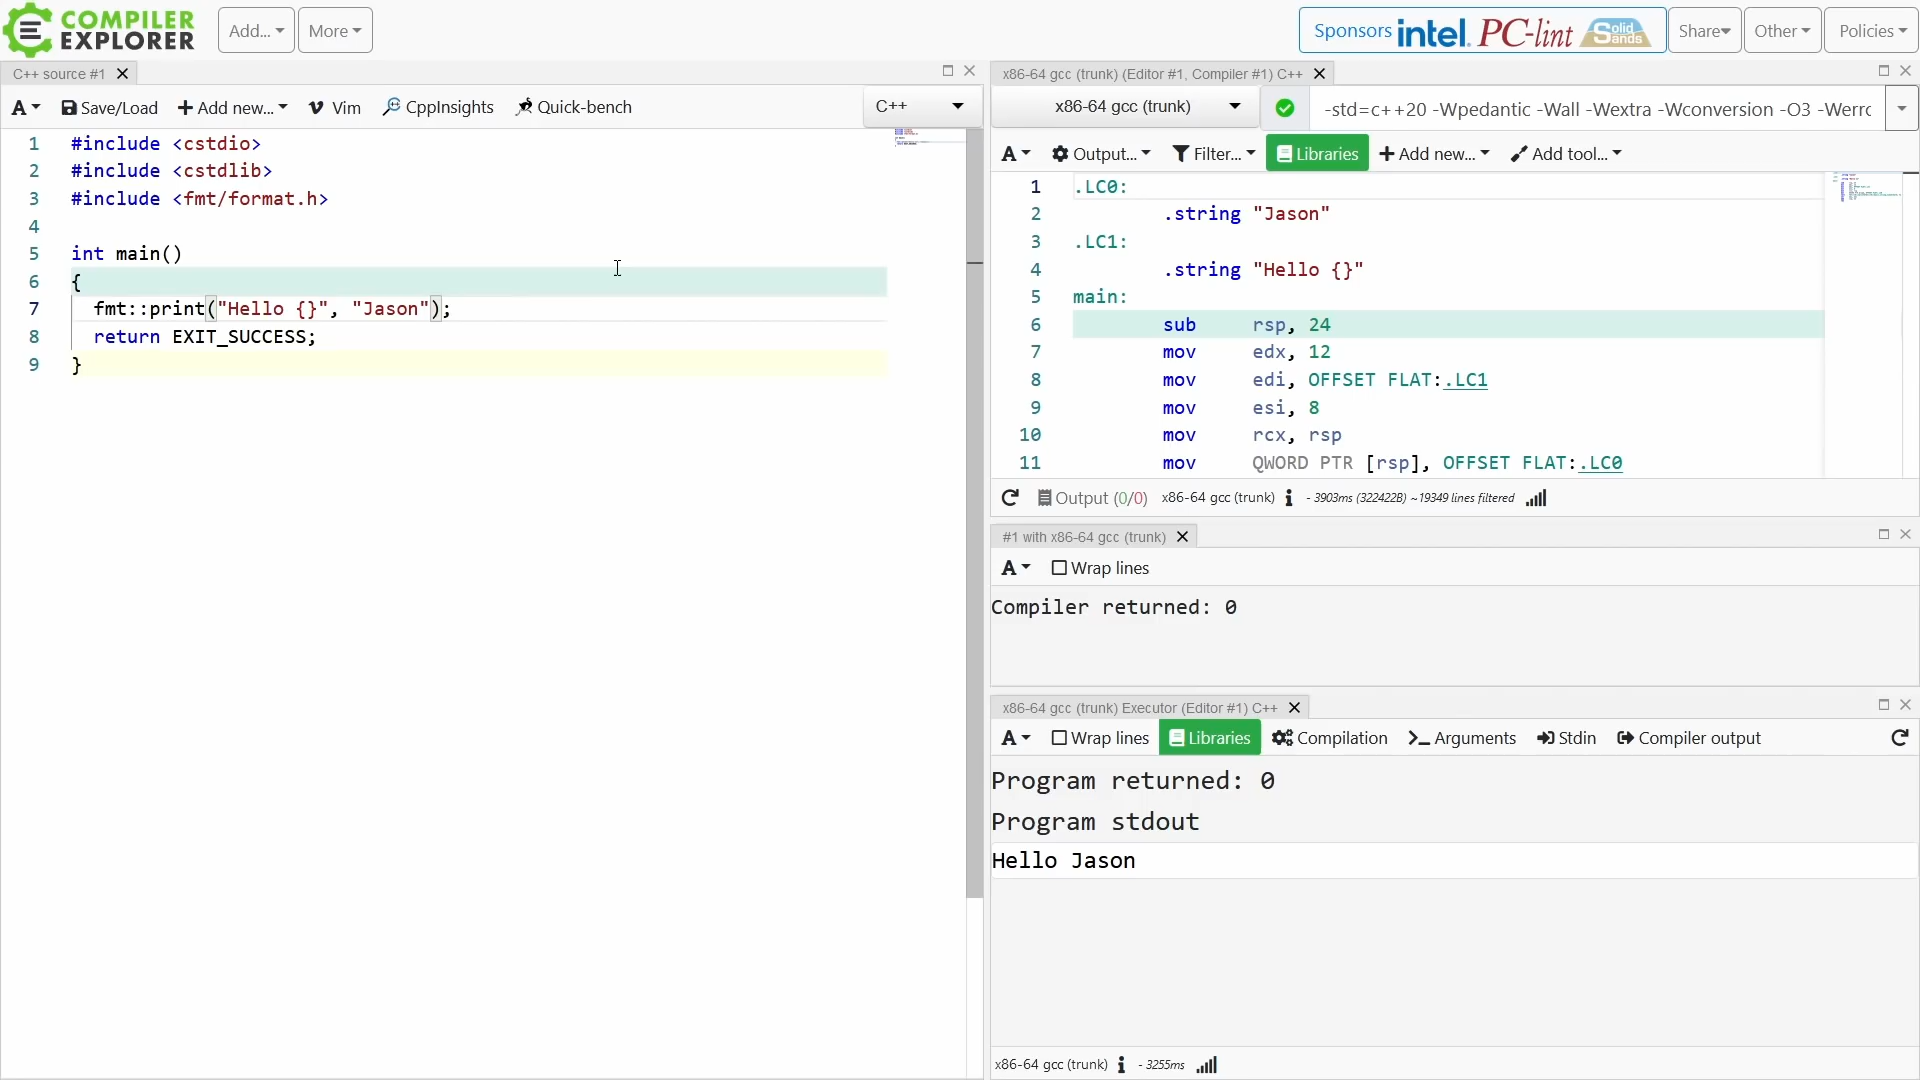 COMPILER
EXPLORER
Add...
More
Sponsors intel. PC-lint Solid Sands
Share
Other
Policies
C++ source #1
A
Save/Load
Add new...
Vim
CppInsights
Quick-bench
C++
1 #include <cstdio>
2 #include <cstdlib>
3 #include <fmt/format.h>
4
5 int main()
6 {
7 fmt::print("Hello {}", "Jason");
8 return EXIT_SUCCESS;
9 }
x86-64 gcc (trunk) (Editor #1, Compiler #1) C++
x86-64 gcc (trunk)
-std=c++20 -Wpedantic -Wall -Wextra -Wconversion -O3 -Werrc
A
Output...
Filter...
Libraries
Add new...
Add tool...
1 .LC0:
2 .string "Jason"
3 .LC1:
4 .string "Hello {}"
5 main:
6 sub rsp, 24
7 mov edx, 12
8 mov edi, OFFSET FLAT:.LC1
9 mov esi, 8
10 mov rcx, rsp
11 mov QWORD PTR [rsp], OFFSET FLAT:.LC0
Output (0/0) x86-64 gcc (trunk) i - 3903ms (322422B) ~19349 lines filtered
#1 with x86-64 gcc (trunk)
A
Wrap lines
Compiler returned: 0
x86-64 gcc (trunk) Executor (Editor #1) C++
A
Wrap lines
Libraries
Compilation
Arguments
Stdin
Compiler output
Program returned: 0
Program stdout
Hello Jason
x86-64 gcc (trunk) i - 3255ms